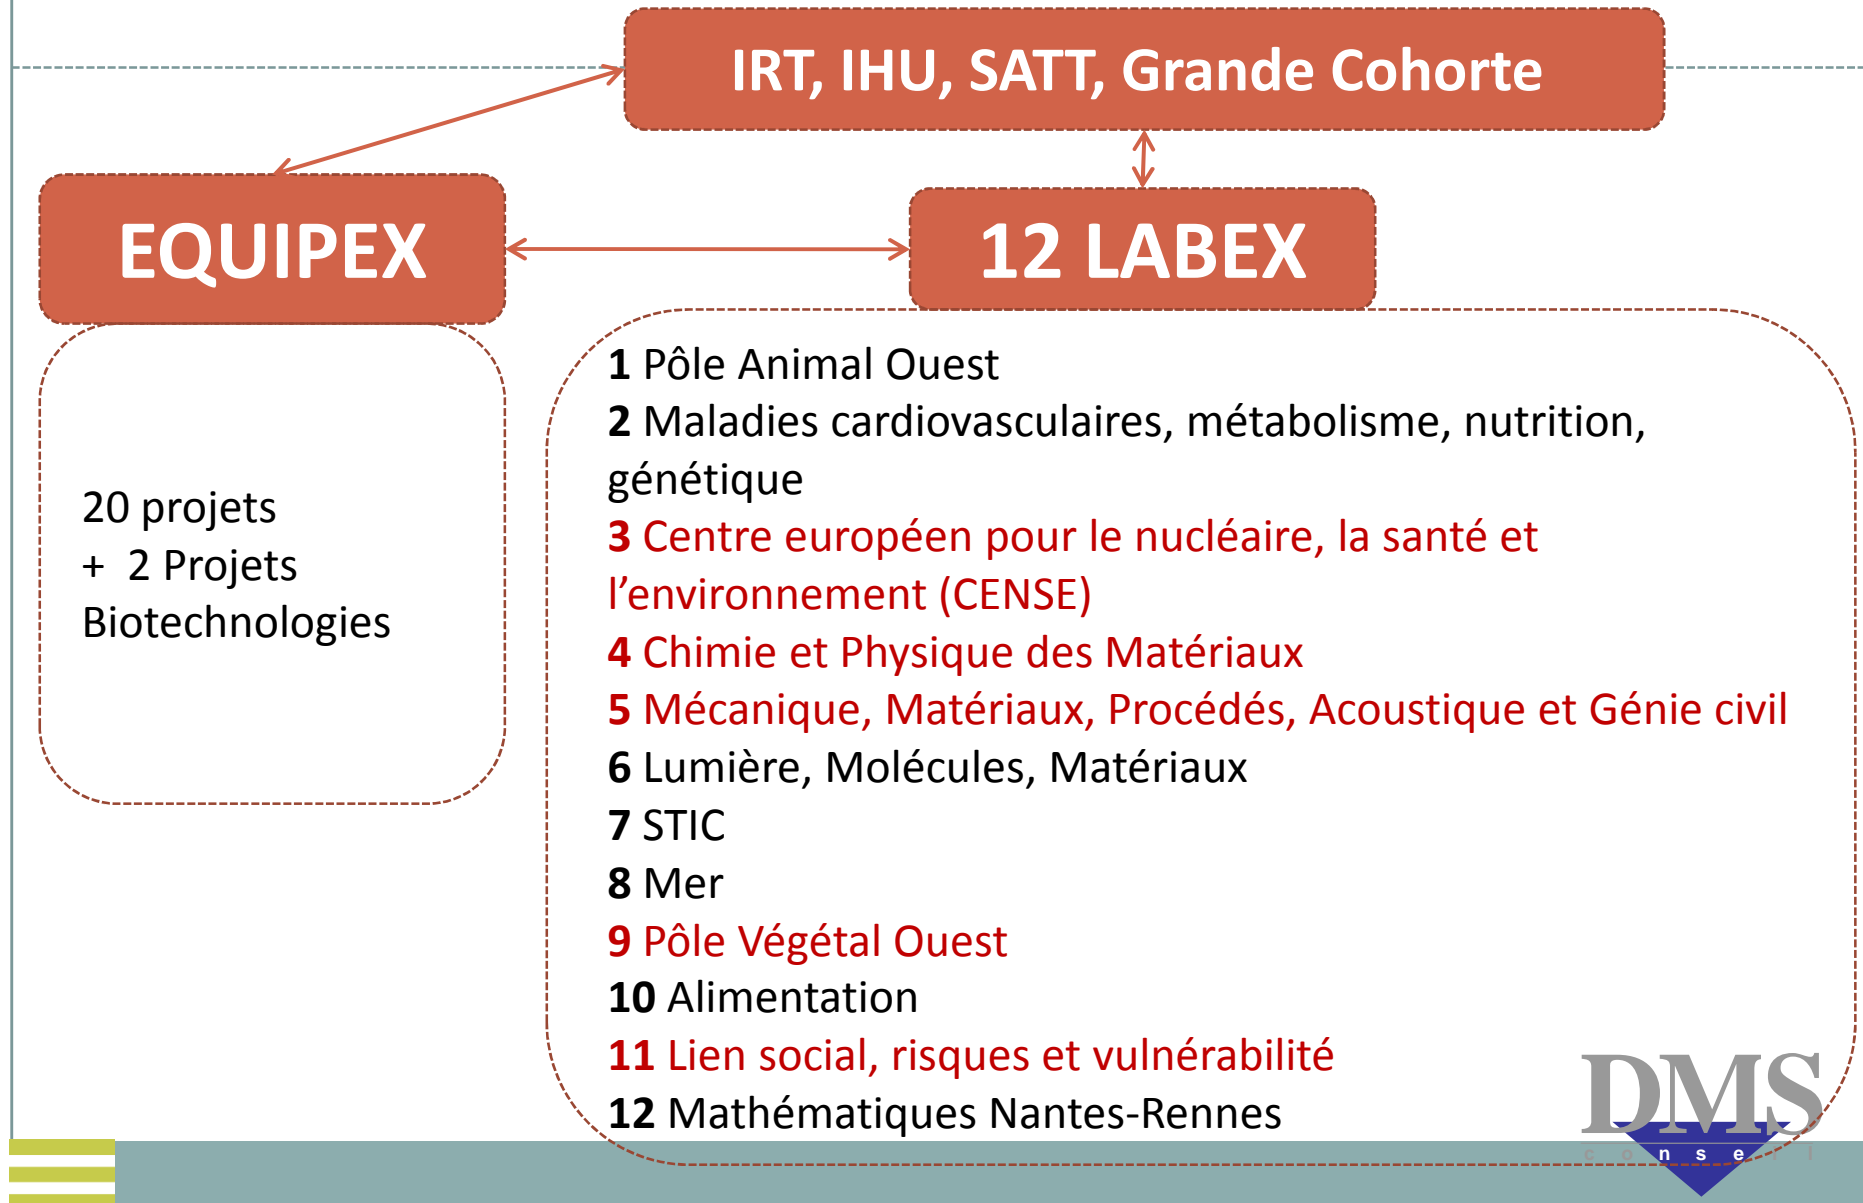 IRT, IHU, SATT, Grande Cohorte
EQUIPEX
12 LABEX
20 projets
+ 2 Projets
Biotechnologies
1 Pôle Animal Ouest
2 Maladies cardiovasculaires, métabolisme, nutrition,
génétique
3 Centre européen pour le nucléaire, la santé et
l’environnement (CENSE)
4 Chimie et Physique des Matériaux
5 Mécanique, Matériaux, Procédés, Acoustique et Génie civil
6 Lumière, Molécules, Matériaux
7 STIC
8 Mer
9 Pôle Végétal Ouest
10 Alimentation
11 Lien social, risques et vulnérabilité
12 Mathématiques Nantes-Rennes
DMS
conseil